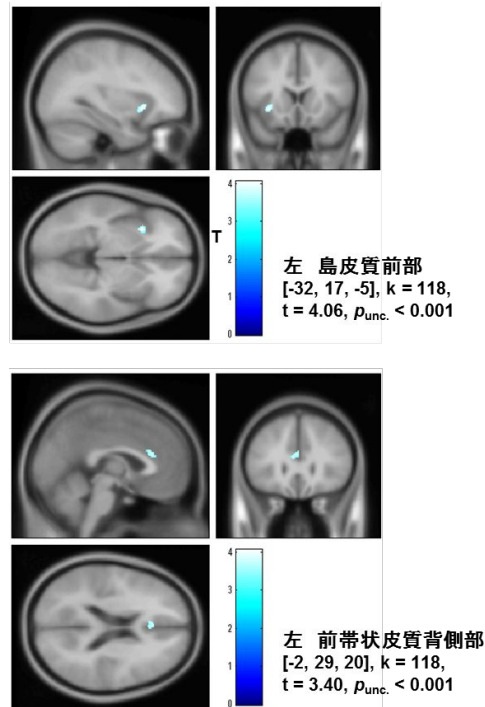 4
3
T
2
1
0
左 島皮質前部
[-32, 17, -5], k = 118,
t = 4.06, punc. < 0.001
4
3
2
1
0
左 前帯状皮質背側部
[-2, 29, 20], k = 118,
t = 3.40, punc. < 0.001